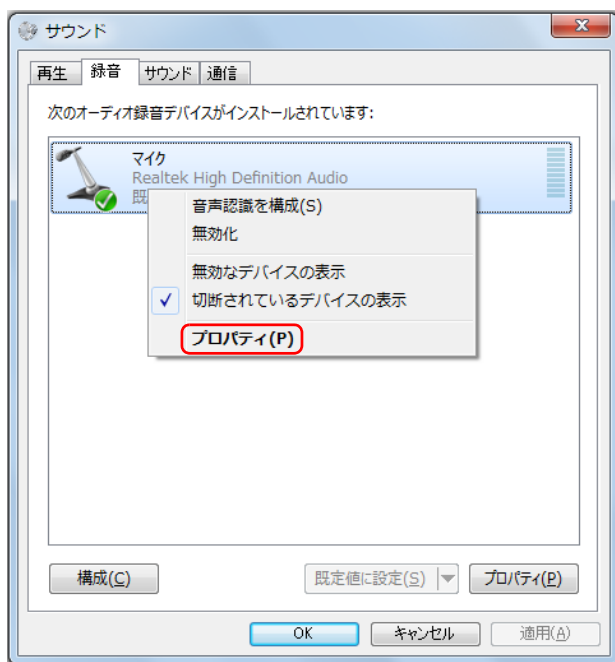 サウンド
再生 録音 サウンド 通信
次のオーディオ録音デバイスがインストールされています:
マイク
Realtek High Definition Audio
既
音声認識を構成(S)
無効化
無効なデバイスの表示
切断されているデバイスの表示
プロパティ(P)
構成(C) 既定値に設定(S) プロパティ(P)
OK キャンセル 適用(A)